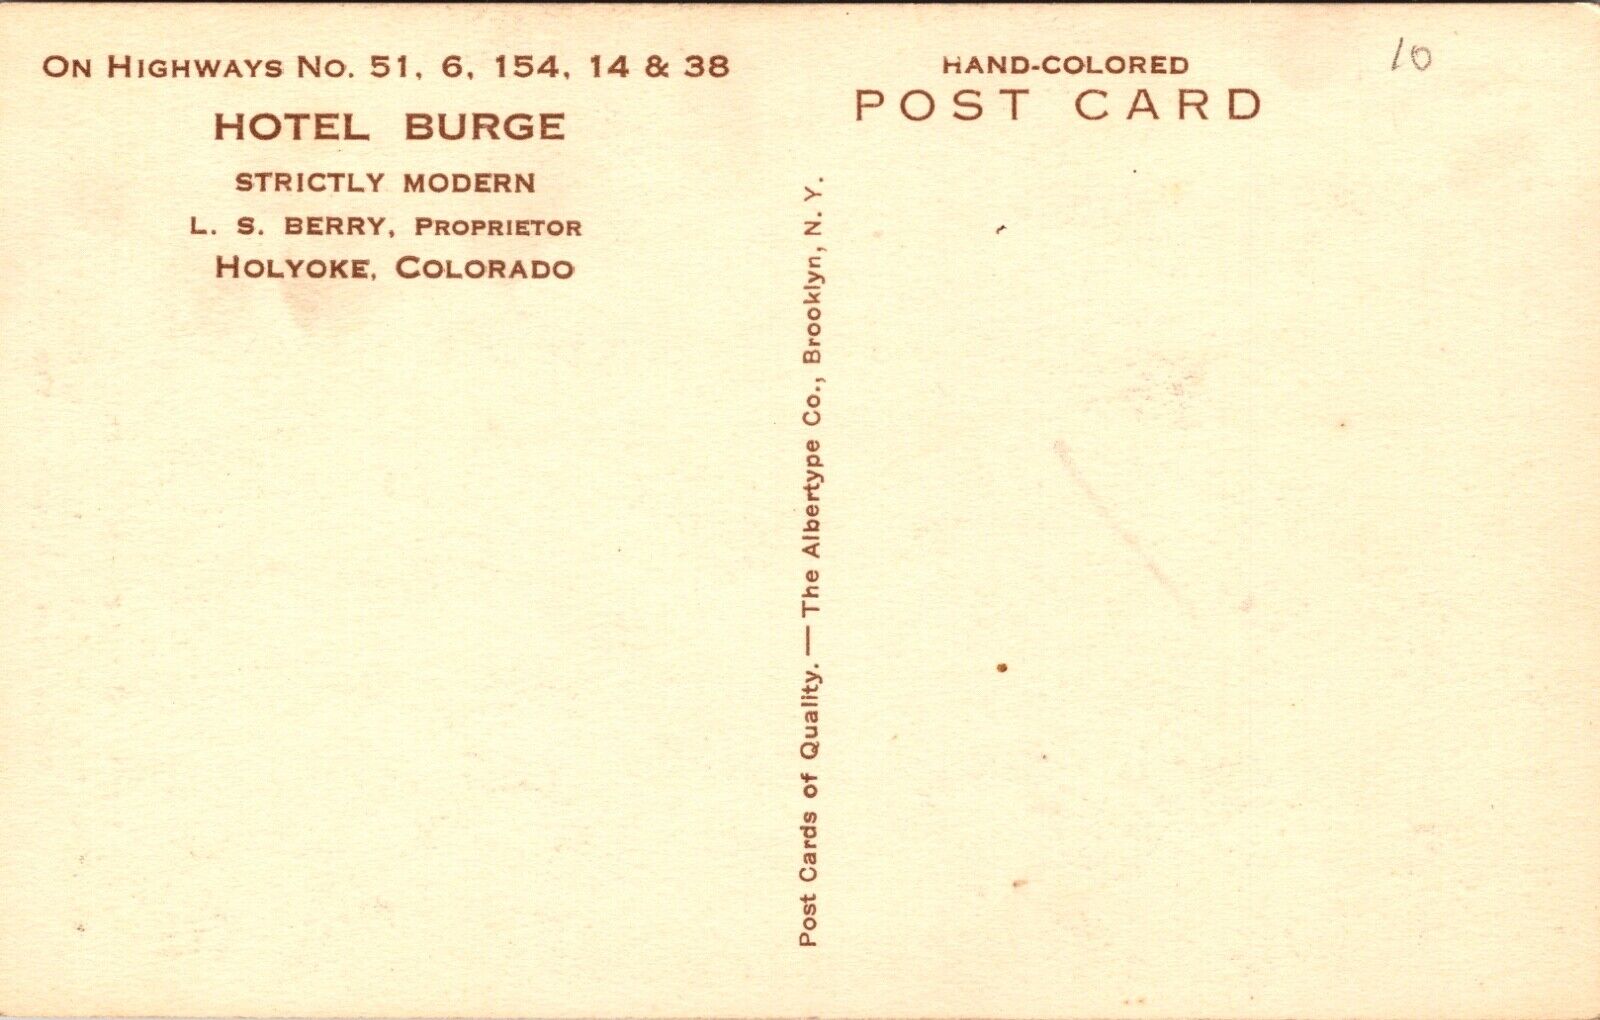 ON HIGHWAYS NO. 51, 6, 154, 14 & 38
HOTEL BURGE
STRICTLY MODERN
L. S. BERRY, PROPRIETOR
HOLYOKE, COLORADO
Post Cards of Quality. — The Albertype Co., Brooklyn, N. Y.
HAND-COLORED
POST CARD
10